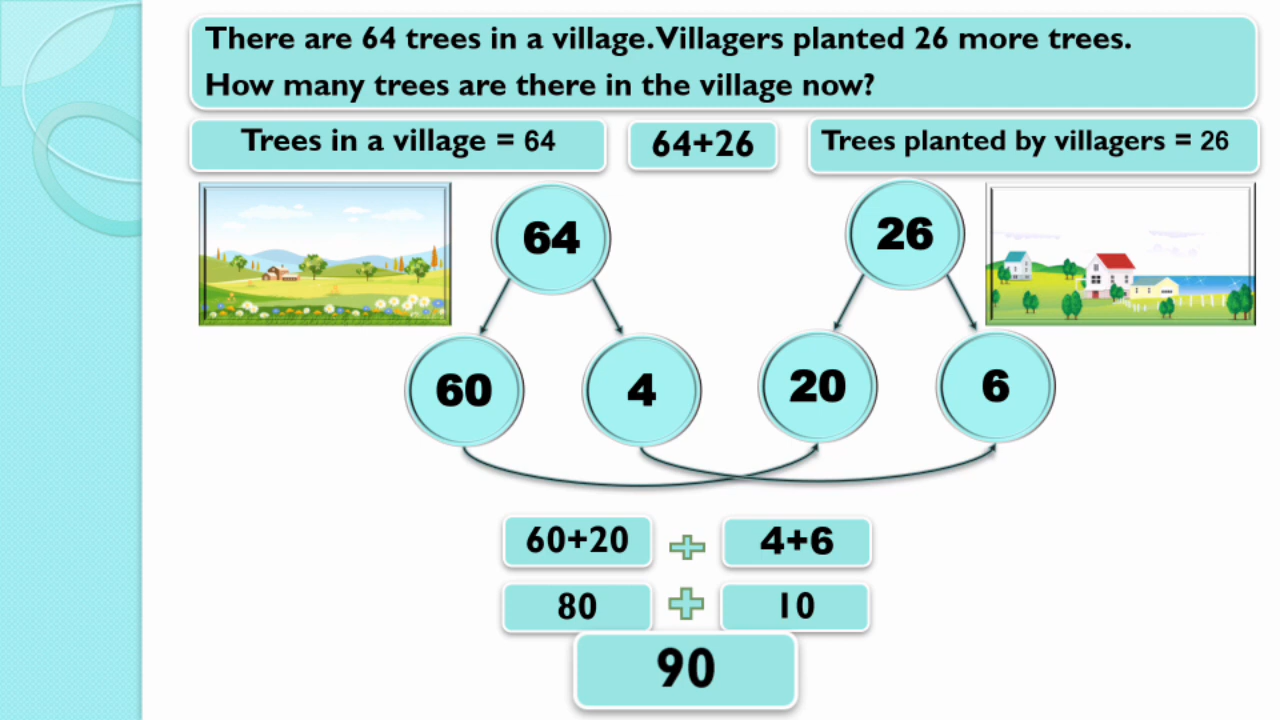 There are 64 trees in a village. Villagers planted 26 more trees.
How many trees are there in the village now?
Trees in a village = 64
64+26
Trees planted by villagers = 26
64
26
60
4
20
6
60+20 + 4+6
80 + 10
90